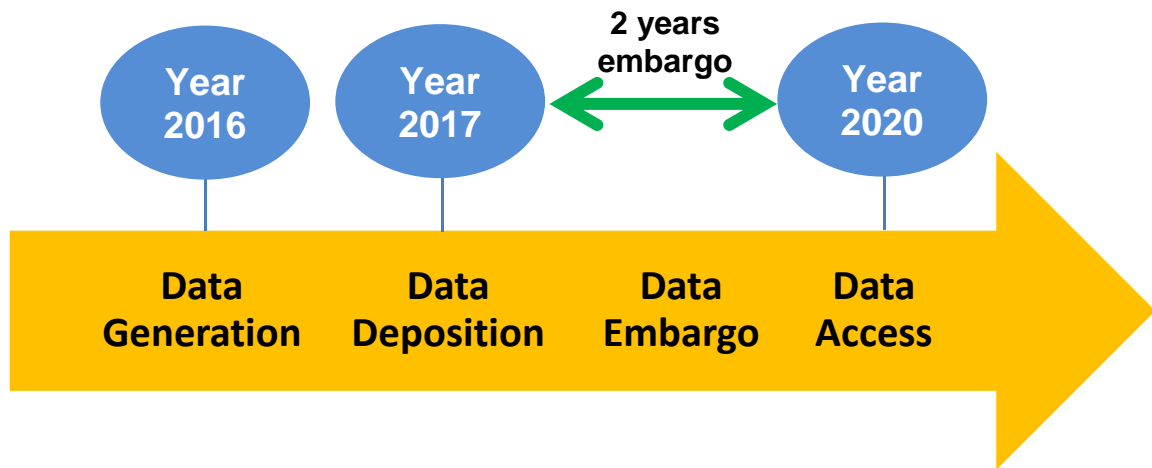 Year
2016
Year
2017
2 years
embargo
Year
2020
Data
Generation
Data
Deposition
Data
Embargo
Data
Access